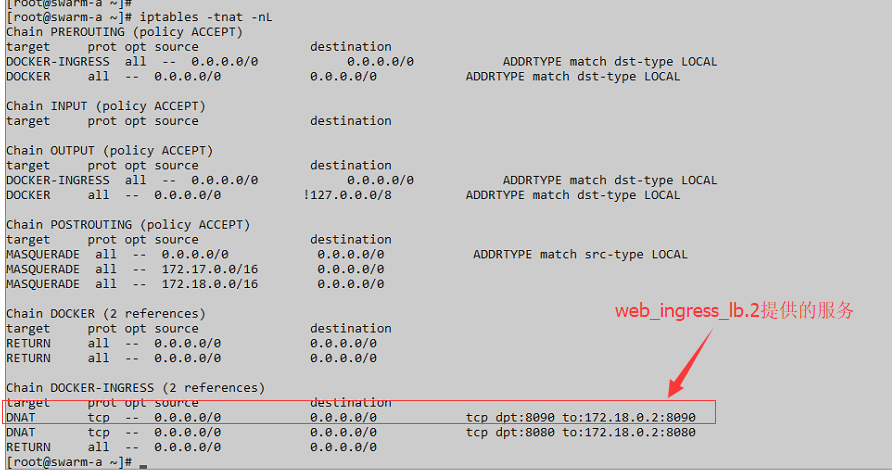 [root@swarm-a ~]#
[root@swarm-a ~]# iptables -tnat -nL
Chain PREROUTING (policy ACCEPT)
target     prot opt source               destination
DOCKER-INGRESS  all  --  0.0.0.0/0            0.0.0.0/0            ADDRTYPE match dst-type LOCAL
DOCKER     all  --  0.0.0.0/0            0.0.0.0/0            ADDRTYPE match dst-type LOCAL
Chain INPUT (policy ACCEPT)
target     prot opt source               destination
Chain OUTPUT (policy ACCEPT)
target     prot opt source               destination
DOCKER-INGRESS  all  --  0.0.0.0/0            0.0.0.0/0            ADDRTYPE match dst-type LOCAL
DOCKER     all  --  0.0.0.0/0           !127.0.0.0/8          ADDRTYPE match dst-type LOCAL
Chain POSTROUTING (policy ACCEPT)
target     prot opt source               destination
MASQUERADE  all  --  0.0.0.0/0            0.0.0.0/0            ADDRTYPE match src-type LOCAL
MASQUERADE  all  --  172.17.0.0/16        0.0.0.0/0
MASQUERADE  all  --  172.18.0.0/16        0.0.0.0/0
Chain DOCKER (2 references)
target     prot opt source               destination
RETURN     all  --  0.0.0.0/0            0.0.0.0/0
RETURN     all  --  0.0.0.0/0            0.0.0.0/0
web_ingress_lb.2提供的服务
Chain DOCKER-INGRESS (2 references)
target     prot opt source               destination
DNAT       tcp  --  0.0.0.0/0            0.0.0.0/0            tcp dpt:8090 to:172.18.0.2:8090
DNAT       tcp  --  0.0.0.0/0            0.0.0.0/0            tcp dpt:8080 to:172.18.0.2:8080
RETURN     all  --  0.0.0.0/0            0.0.0.0/0
[root@swarm-a ~]#